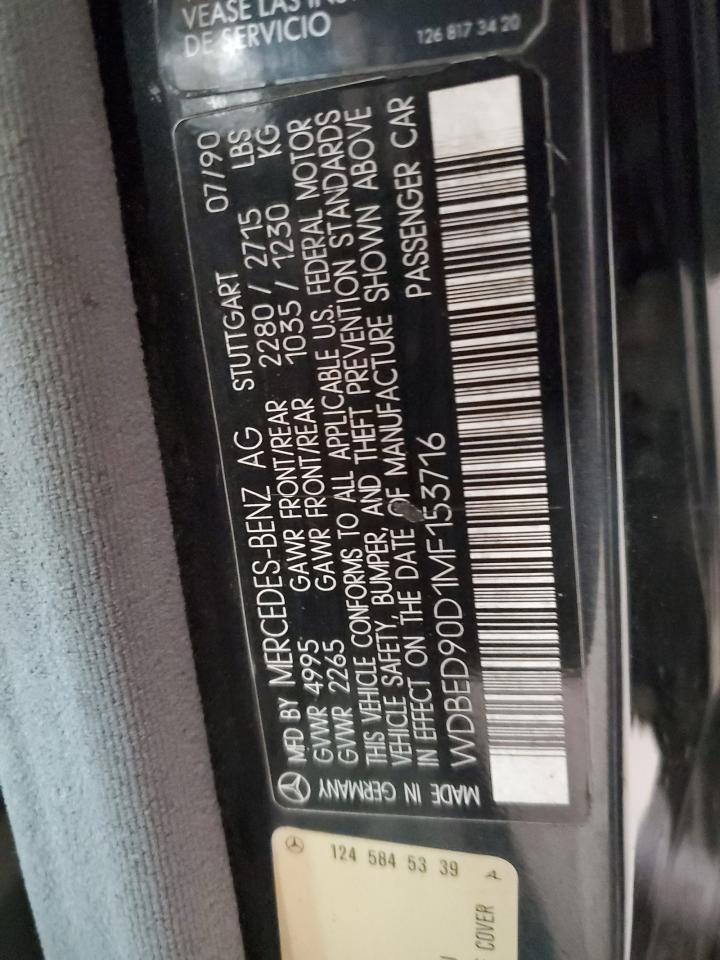 VEASE LAS
DE SERVICIO
126 817 34 20
MFD BY MERCEDES-BENZ AG STUTTGART 07/90
GVWR 4995 GAWR FRONT/REAR 2280 / 2715 LBS
GVWR 2265 GAWR FRONT/REAR 1035 / 1230 KG
THIS VEHICLE CONFORMS TO ALL APPLICABLE U.S. FEDERAL MOTOR
VEHICLE SAFETY, BUMPER, AND THEFT PREVENTION STANDARDS
IN EFFECT ON THE DATE OF MANUFACTURE SHOWN ABOVE
WDBED90D1MF153716 PASSENGER CAR
MADE IN GERMANY
124 584 53 39 A
COVER